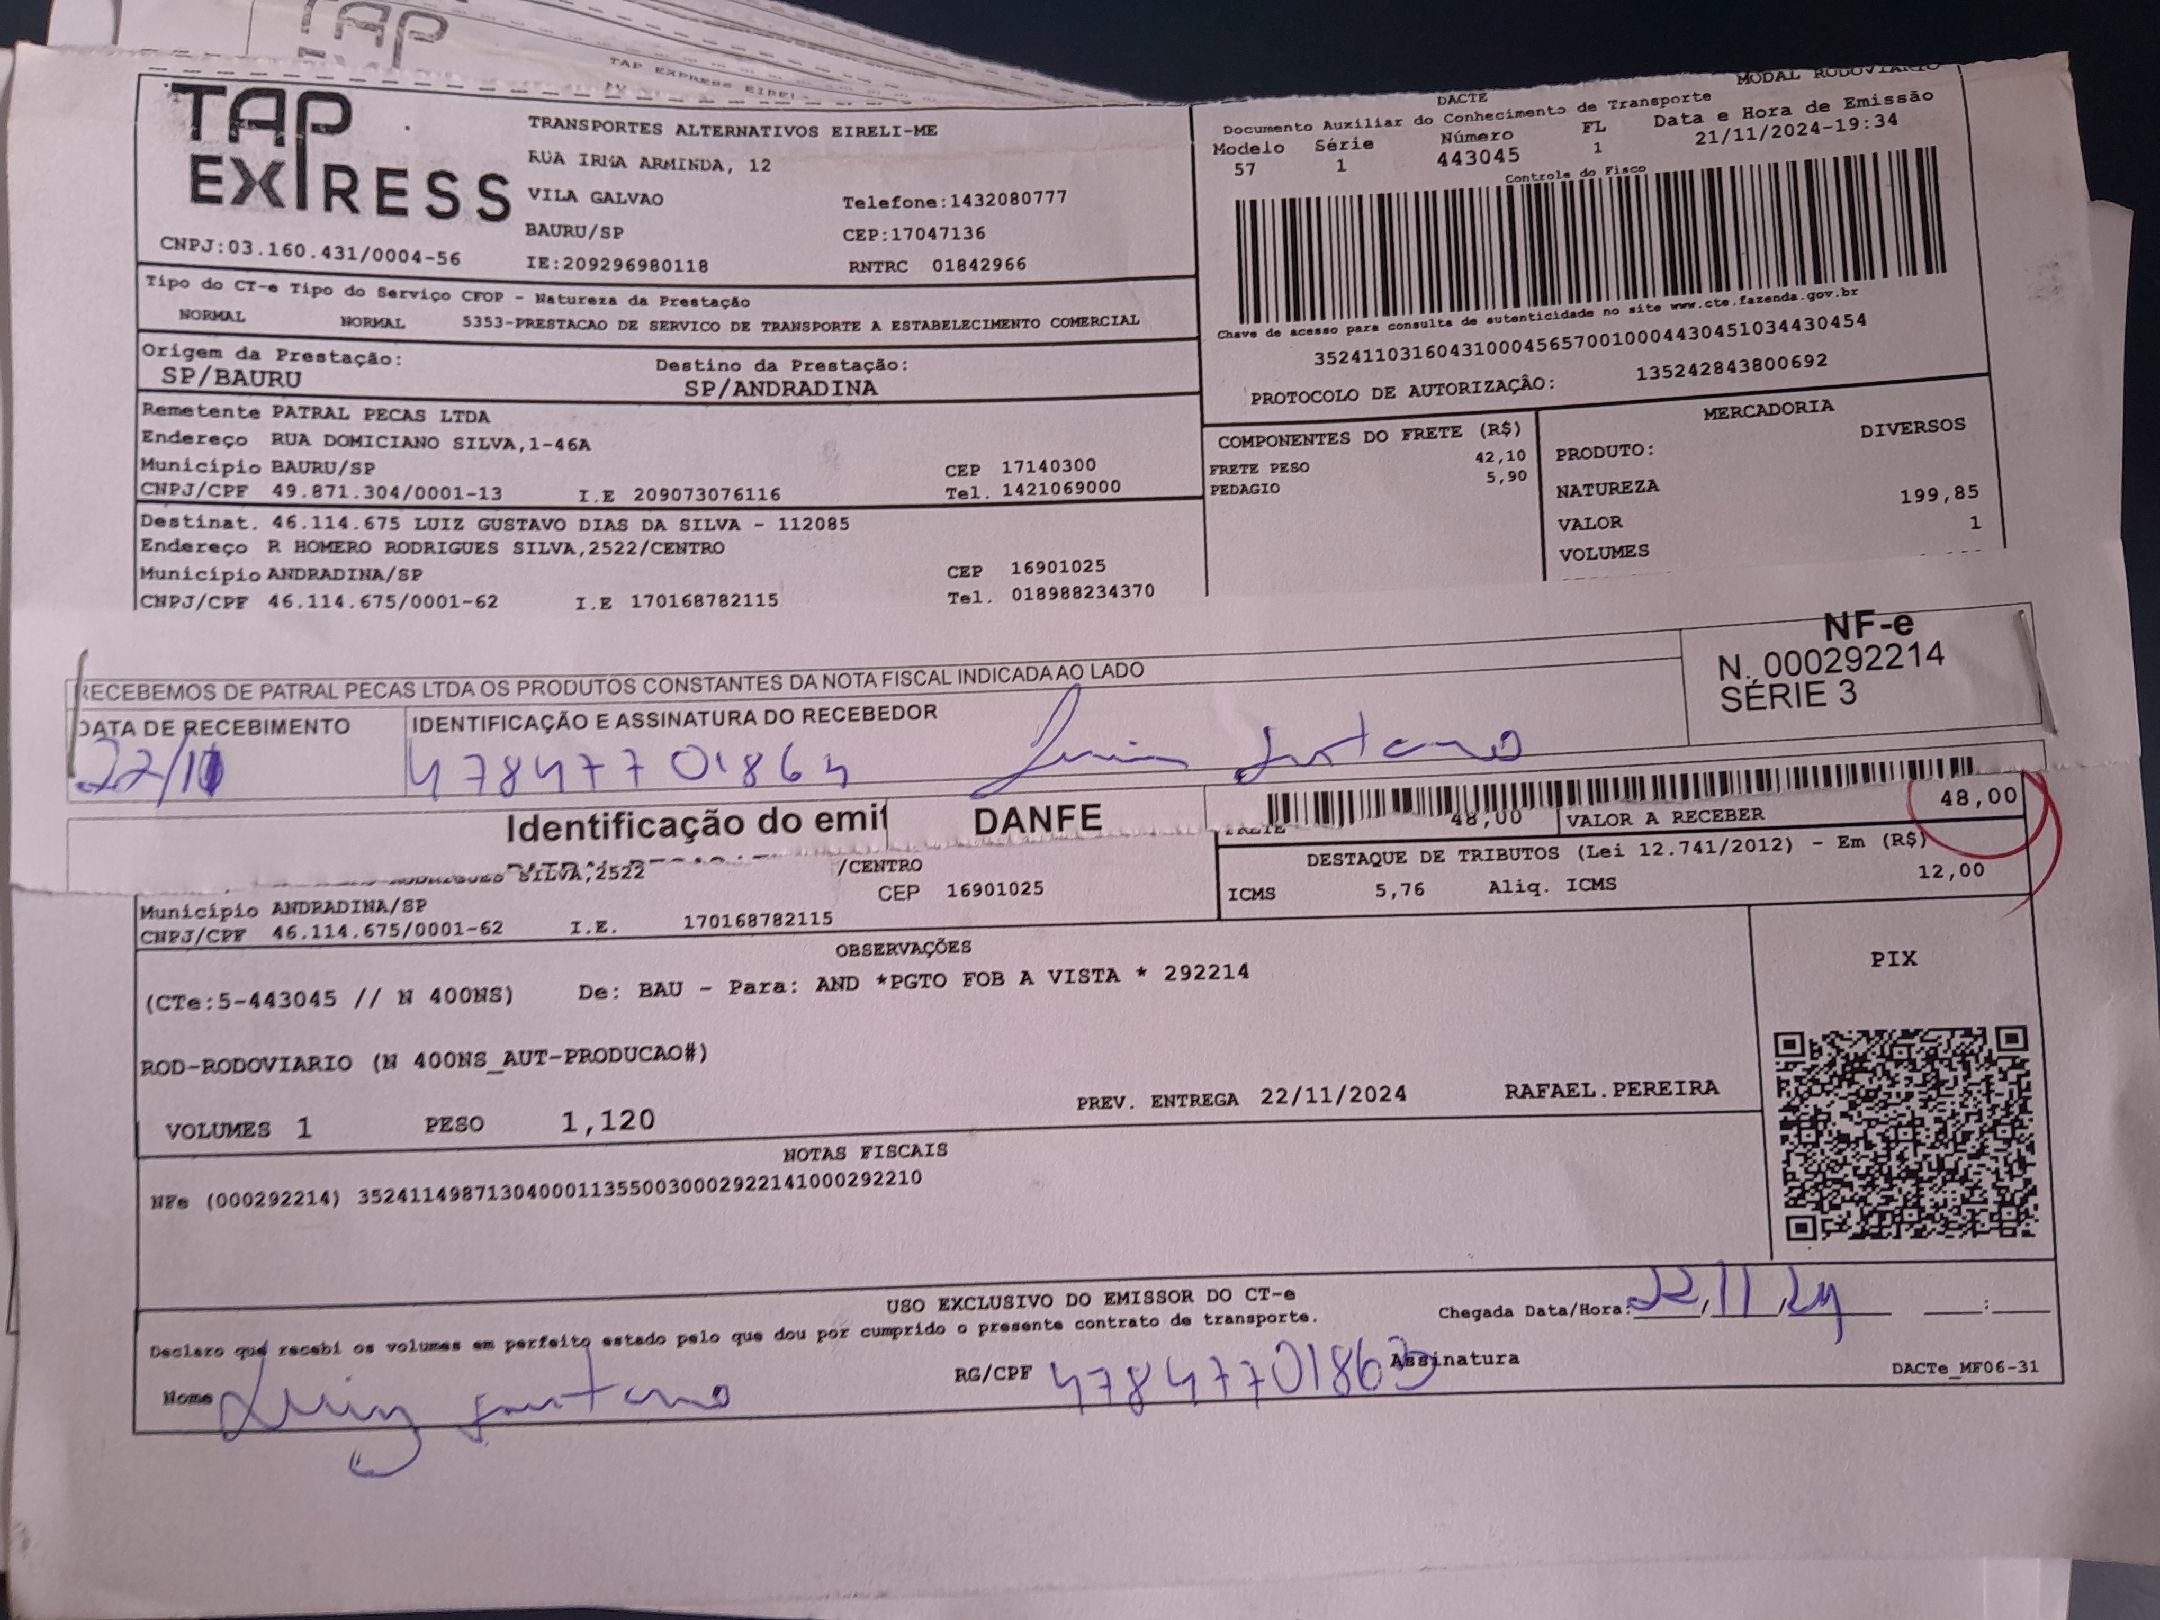 TAP
TAP EXPRESS EIREL
TAP EXPRESS
TRANSPORTES ALTERNATIVOS EIRELI-ME
RUA IRMA ARMINDA, 12
VILA GALVAO Telefone:1432080777
BAURU/SP CEP:17047136
CNPJ:03.160.431/0004-56 IE:209296980118 RNTRC 01842966
MODAL RODOVIARIO
DACTE
Documento Auxiliar do Conhecimento de Transporte
Modelo Série Número FL Data e Hora de Emissão
57 1 443045 1 21/11/2024-19:34
Controle do Fisco
Chave de acesso para consulta de autenticidade no site www.cte.fazenda.gov.br
35241103160431000456570010004430451034430454
PROTOCOLO DE AUTORIZAÇÂO: 135242843800692
Tipo do CT-e Tipo do Serviço CFOP - Natureza da Prestação
NORMAL NORMAL 5353-PRESTACAO DE SERVICO DE TRANSPORTE A ESTABELECIMENTO COMERCIAL
Origem da Prestação: Destino da Prestação:
SP/BAURU SP/ANDRADINA
Remetente PATRAL PECAS LTDA
Endereço RUA DOMICIANO SILVA,1-46A
Município BAURU/SP CEP 17140300
CNPJ/CPF 49.871.304/0001-13 I.E 209073076116 Tel. 1421069000
COMPONENTES DO FRETE (R$)
FRETE PESO 42,10
PEDAGIO 5,90
MERCADORIA
PRODUTO: DIVERSOS
NATUREZA
VALOR 199,85
VOLUMES 1
Destinat. 46.114.675 LUIZ GUSTAVO DIAS DA SILVA - 112085
Endereço R HOMERO RODRIGUES SILVA,2522/CENTRO
Município ANDRADINA/SP CEP 16901025
CNPJ/CPF 46.114.675/0001-62 I.E 170168782115 Tel. 018988234370
RECEBEMOS DE PATRAL PECAS LTDA OS PRODUTOS CONSTANTES DA NOTA FISCAL INDICADA AO LADO
NF-e
N. 000292214
SÉRIE 3
DATA DE RECEBIMENTO IDENTIFICAÇÃO E ASSINATURA DO RECEBEDOR
22/11 47847701864 Luiz Gustavo
Identificação do emit DANFE
FRETE 48,00 VALOR A RECEBER 48,00
SILVA,2522 /CENTRO
CEP 16901025
DESTAQUE DE TRIBUTOS (Lei 12.741/2012) - Em (R$)
ICMS 5,76 Aliq. ICMS 12,00
Município ANDRADINA/SP
CNPJ/CPF 46.114.675/0001-62 I.E. 170168782115
OBSERVAÇÕES
(CTe:5-443045 // N 400NS) De: BAU - Para: AND *PGTO FOB A VISTA * 292214
PIX
ROD-RODOVIARIO (N 400NS_AUT-PRODUCAO#)
PREV. ENTREGA 22/11/2024 RAFAEL.PEREIRA
VOLUMES 1 PESO 1,120
NOTAS FISCAIS
NFe (000292214) 35241149871304000113550030002922141000292210
USO EXCLUSIVO DO EMISSOR DO CT-e
Declaro que recebi os volumes em perfeito estado pelo que dou por cumprido o presente contrato de transporte.
Chegada Data/Hora: 22/11/24 :
Nome Luiz Gustavo RG/CPF 47847701863 Assinatura
DACTe_MF06-31